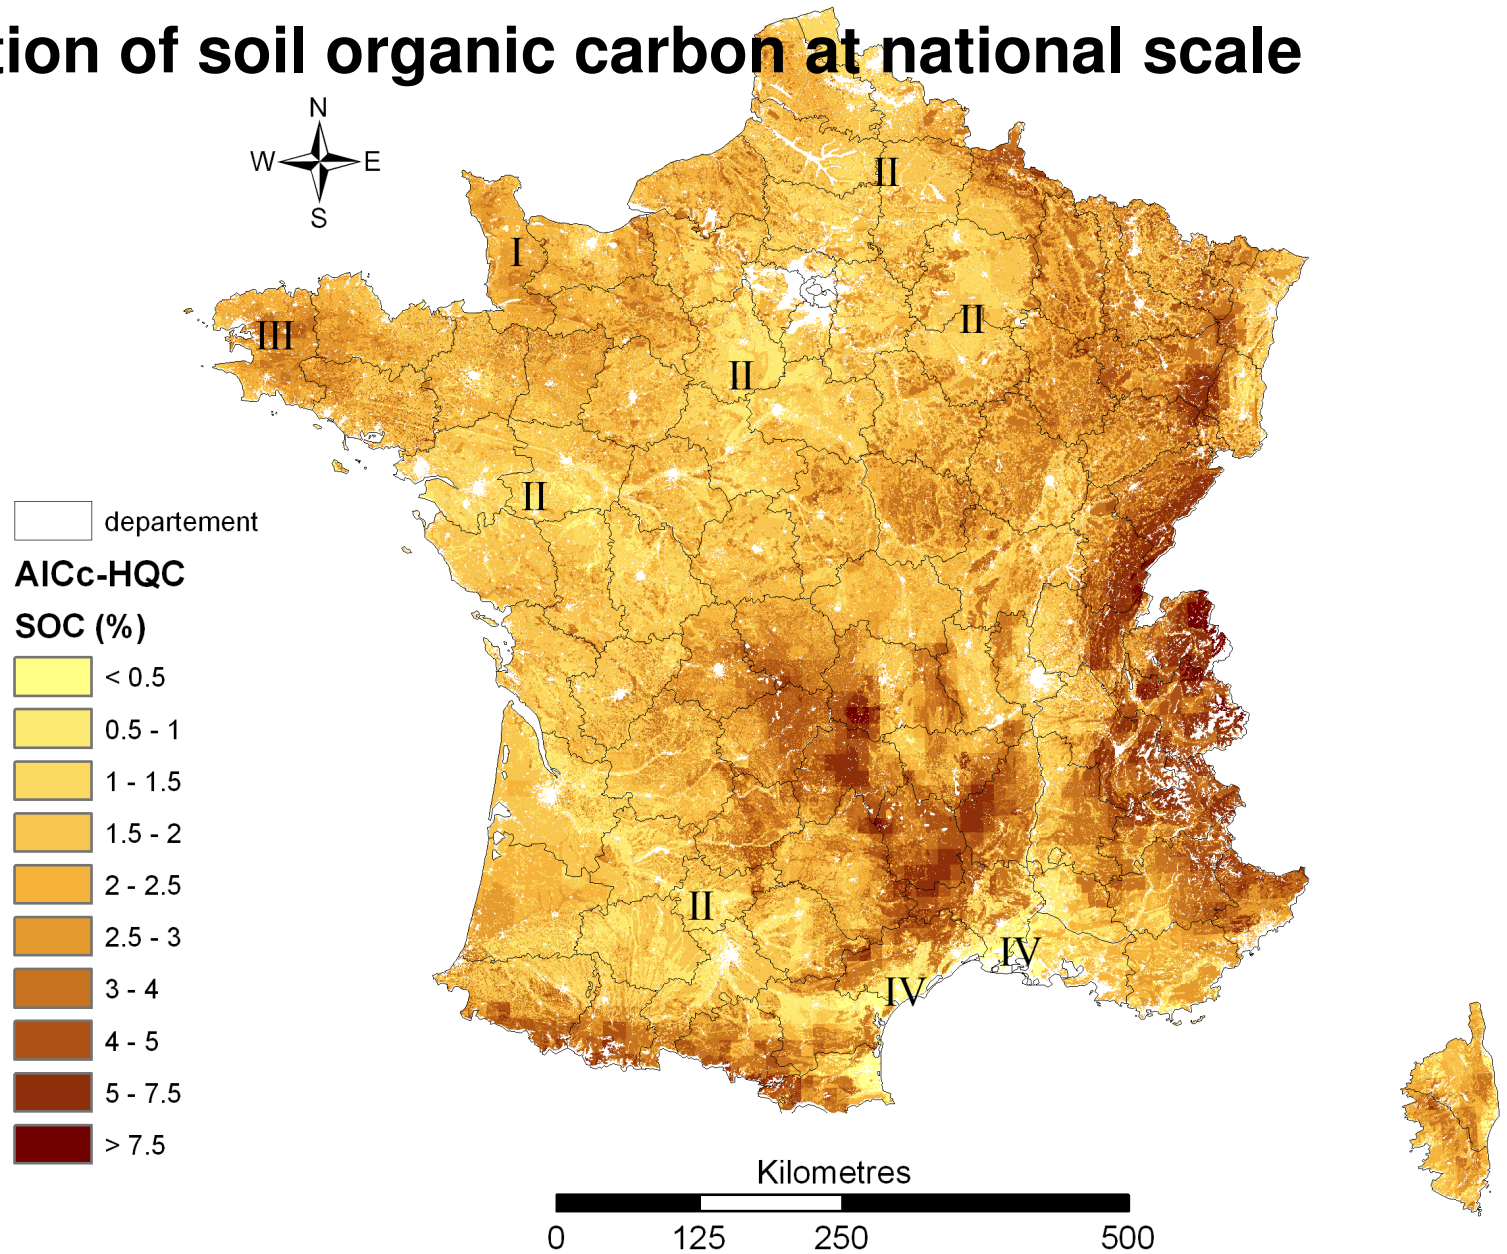 tion of soil organic carbon at national scale
N
W E
S
II
I
III
II
II
II
II
IV
IV
departement
AICc-HQC
SOC (%)
< 0.5
0.5 - 1
1 - 1.5
1.5 - 2
2 - 2.5
2.5 - 3
3 - 4
4 - 5
5 - 7.5
> 7.5
Kilometres
0 125 250 500